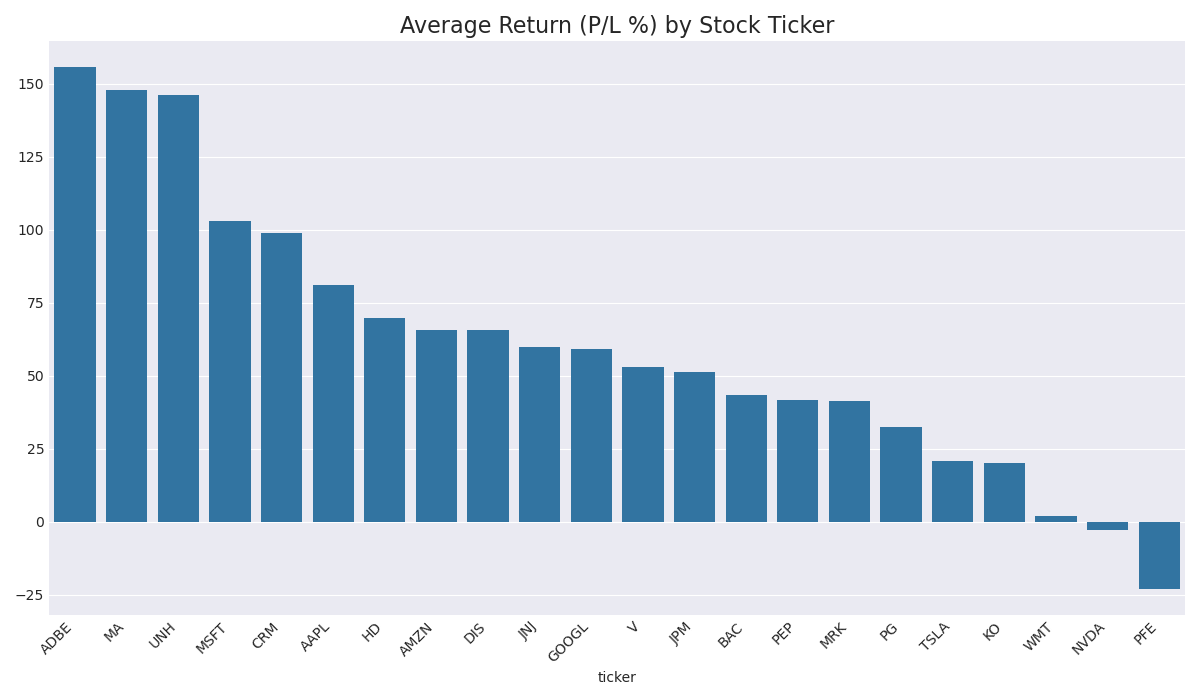 Average Return (P/L %) by Stock Ticker
150
125
100
75
50
25
0
−25
ADBE
MA
UNH
MSFT
CRM
AAPL
HD
AMZN
DIS
JNJ
GOOGL
V
JPM
BAC
PEP
MRK
PG
TSLA
KO
WMT
NVDA
PFE
ticker